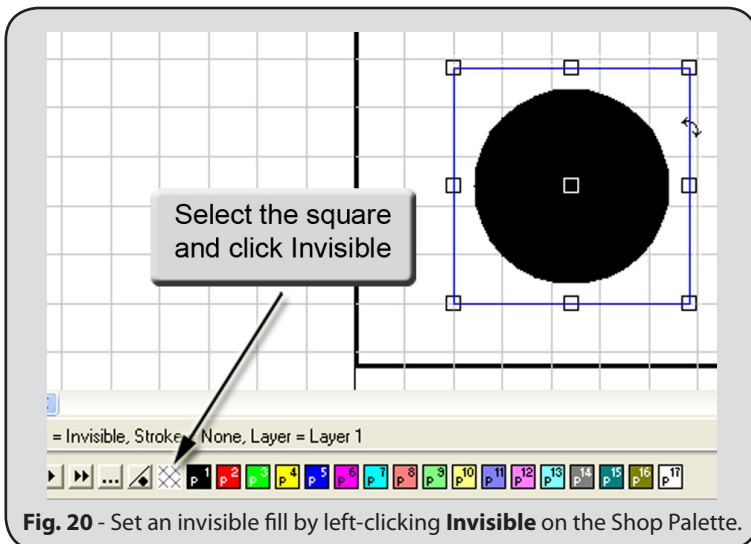 Select the square
and click Invisible
= Invisible, Stroke = None, Layer = Layer 1
... p1 p2 p3 p4 p5 p6 p7 p8 p9 p10 p11 p12 p13 p14 p15 p16 p17
Fig. 20 - Set an invisible fill by left-clicking Invisible on the Shop Palette.